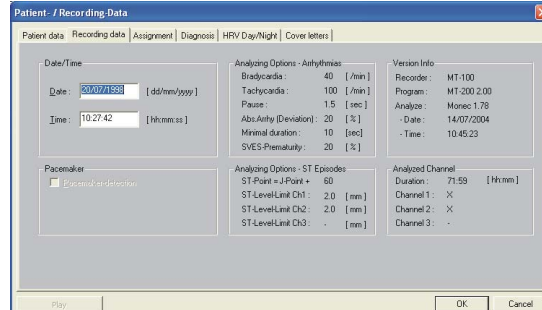 Patient- / Recording-Data
Patient data Recording data Assignment Diagnosis HRV Day/Night Cover letters
Date/Time
Date : 20/07/1998 [ dd/mm/yyyy ]
Time : 10:27:42 [ hh:mm:ss ]
Pacemaker
Pacemaker detection
Analyzing Options - Arrhythmias
Bradycardia : 40 [ /min ]
Tachycardia : 100 [ /min ]
Pause : 1.5 [ sec ]
Abs.Arrhy (Deviation) : 20 [ % ]
Minimal duration : 10 [sec]
SVES-Prematurity : 20 [ % ]
Analyzing Options - ST Episodes
ST-Point = J-Point + 60
ST-Level-Limit Ch1 : 2.0 [ mm ]
ST-Level-Limit Ch2 : 2.0 [ mm ]
ST-Level-Limit Ch3 : - [ mm ]
Version Info
Recorder : MT-100
Program : MT-200 2.00
Analyze : Monec 1.78
- Date : 14/07/2004
- Time : 10:45:23
Analyzed Channel
Duration : 71:59 [ hh:mm ]
Channel 1 : X
Channel 2 : X
Channel 3 : -
Play OK Cancel